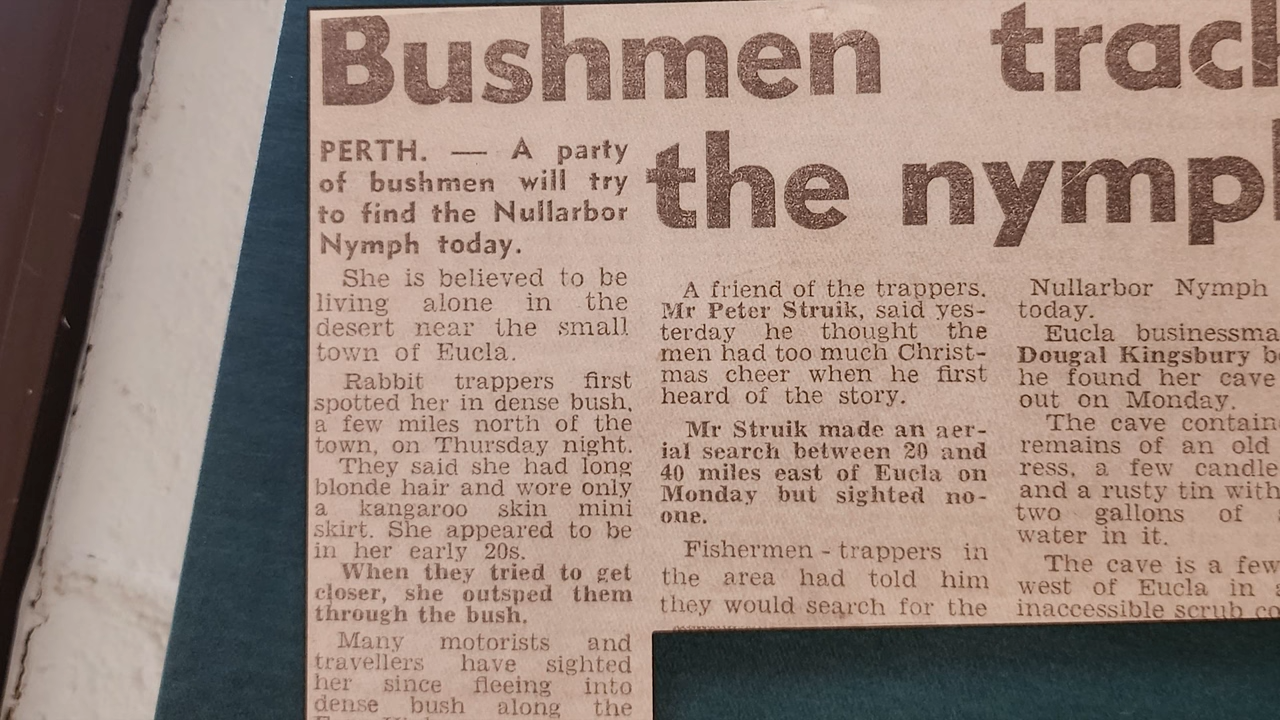 Bushmen
the
PERTH. — A party
of bushmen will try
to find the Nullarbor
Nymph today.
She is believed to be
living alone in the
desert near the small
town of Eucla.
Rabbit trappers first
spotted her in dense bush,
a few miles north of the
town, on Thursday night.
They said she had long
blonde hair and wore only
a kangaroo skin mini
skirt. She appeared to be
in her early 20s.
When they tried to get
closer, she outsped them
through the bush.
Many motorists and
travellers have sighted
her since fleeing into
dense bush along the
A friend of the trappers,
Mr Peter Struik, said yes-
terday he thought the
men had too much Christ-
mas cheer when he first
heard of the story.
Mr Struik made an aer-
ial search between 20 and
40 miles east of Eucla on
Monday but sighted no-
one.
Fishermen - trappers in
the area had told him
they would search for the
Nullarbor Nymph
today.
Eucla
Dougal Kingsbury
he found her cave
out on Monday.
The cave
remains of an old
ress, a few
and a rusty tin with
two gallons of
water in it.
The cave is a few
west of Eucla in
inaccessible scrub